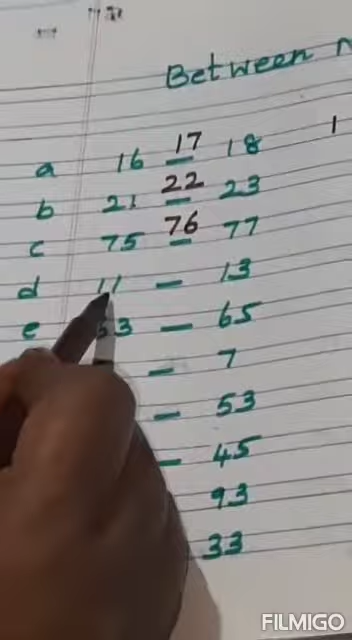 Between
a 16 17 18
b 21 22 23
c 75 76 77
d 11 — 13
e 63 — 65
— 7
— 53
— 45
93
33
FILMIGO